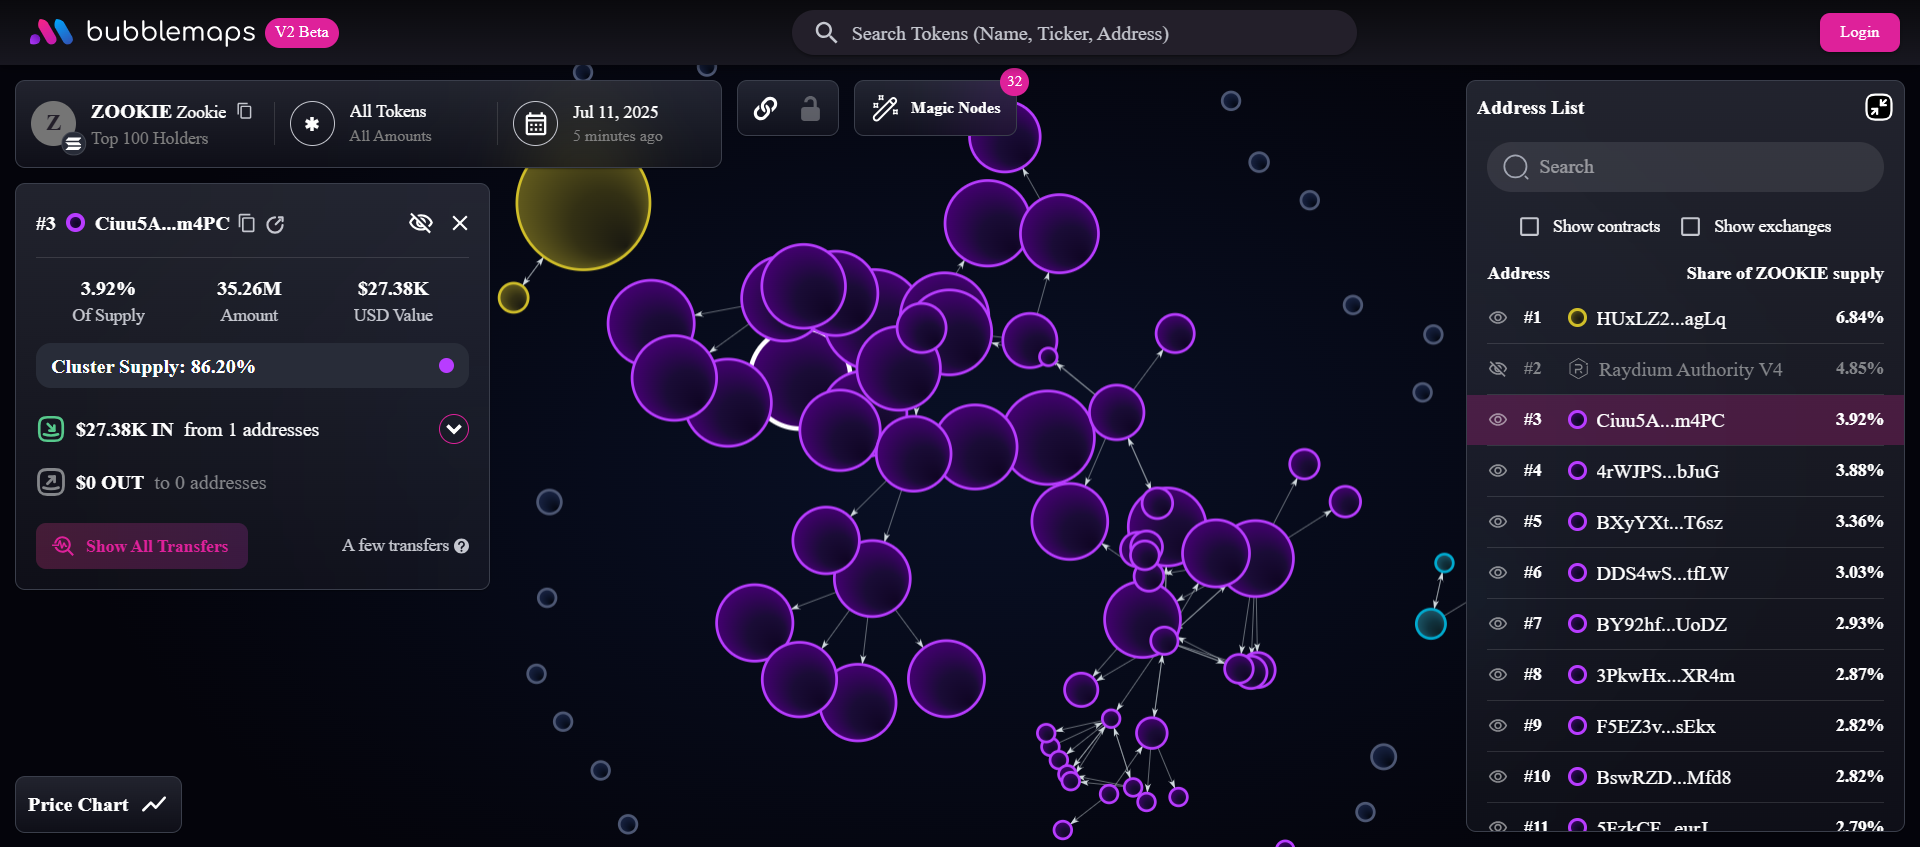 bubblemaps V2 Beta
Search Tokens (Name, Ticker, Address)
Login
Z
ZOOKIE Zookie
Top 100 Holders
All Tokens
All Amounts
Jul 11, 2025
5 minutes ago
Magic Nodes
32
#3 Ciuu5A...m4PC
3.92%
Of Supply
35.26M
Amount
$27.38K
USD Value
Cluster Supply: 86.20%
$27.38K IN from 1 addresses
$0 OUT to 0 addresses
Show All Transfers
A few transfers ?
Price Chart
Address List
Search
Show contracts
Show exchanges
Address Share of ZOOKIE supply
#1 HUxLZ2...agLq 6.84%
#2 Raydium Authority V4 4.85%
#3 Ciuu5A...m4PC 3.92%
#4 4rWJPS...bJuG 3.88%
#5 BXyYXt...T6sz 3.36%
#6 DDS4wS...tfLW 3.03%
#7 BY92hf...UoDZ 2.93%
#8 3PkwHx...XR4m 2.87%
#9 F5EZ3v...sEkx 2.82%
#10 BswRZD...Mfd8 2.82%
#11 2.79%